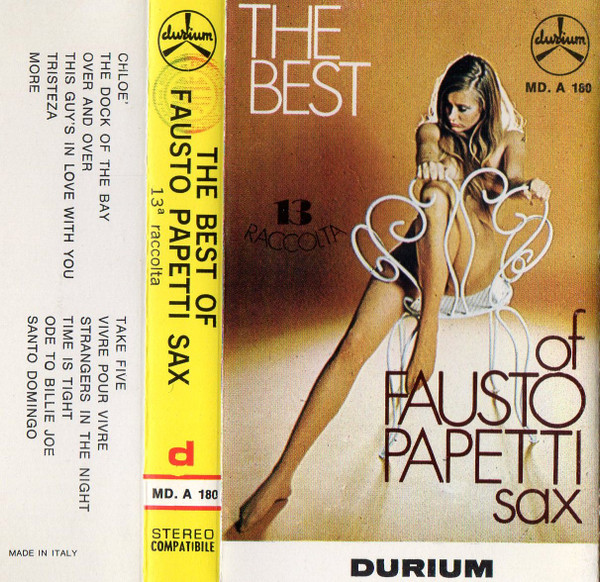 CHLOE'
THE DOCK OF THE BAY
OVER AND OVER
THIS GUY'S IN LOVE WITH YOU
TRISTEZA
MORE
TAKE FIVE
VIVRE POUR VIVRE
STRANGERS IN THE NIGHT
TIME IS TIGHT
ODE TO BILLIE JOE
SANTO DOMINGO
MADE IN ITALY
durium
THE BEST OF
FAUSTO PAPETTI SAX
13ª raccolta
d
MD. A 180
STEREO
COMPATIBILE
THE
BEST
durium
MD. A 180
13
RACCOLTA
of
FAUSTO
PAPETTI
sax
DURIUM